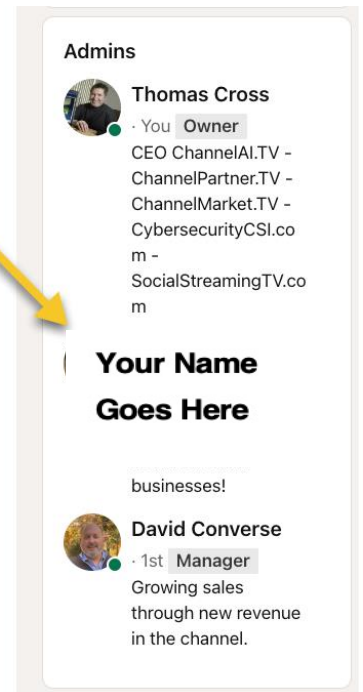 Admins
Thomas Cross
· You Owner
CEO ChannelAI.TV -
ChannelPartner.TV -
ChannelMarket.TV -
CybersecurityCSI.co
m -
SocialStreamingTV.co
m
Your Name
Goes Here
businesses!
David Converse
· 1st Manager
Growing sales
through new revenue
in the channel.